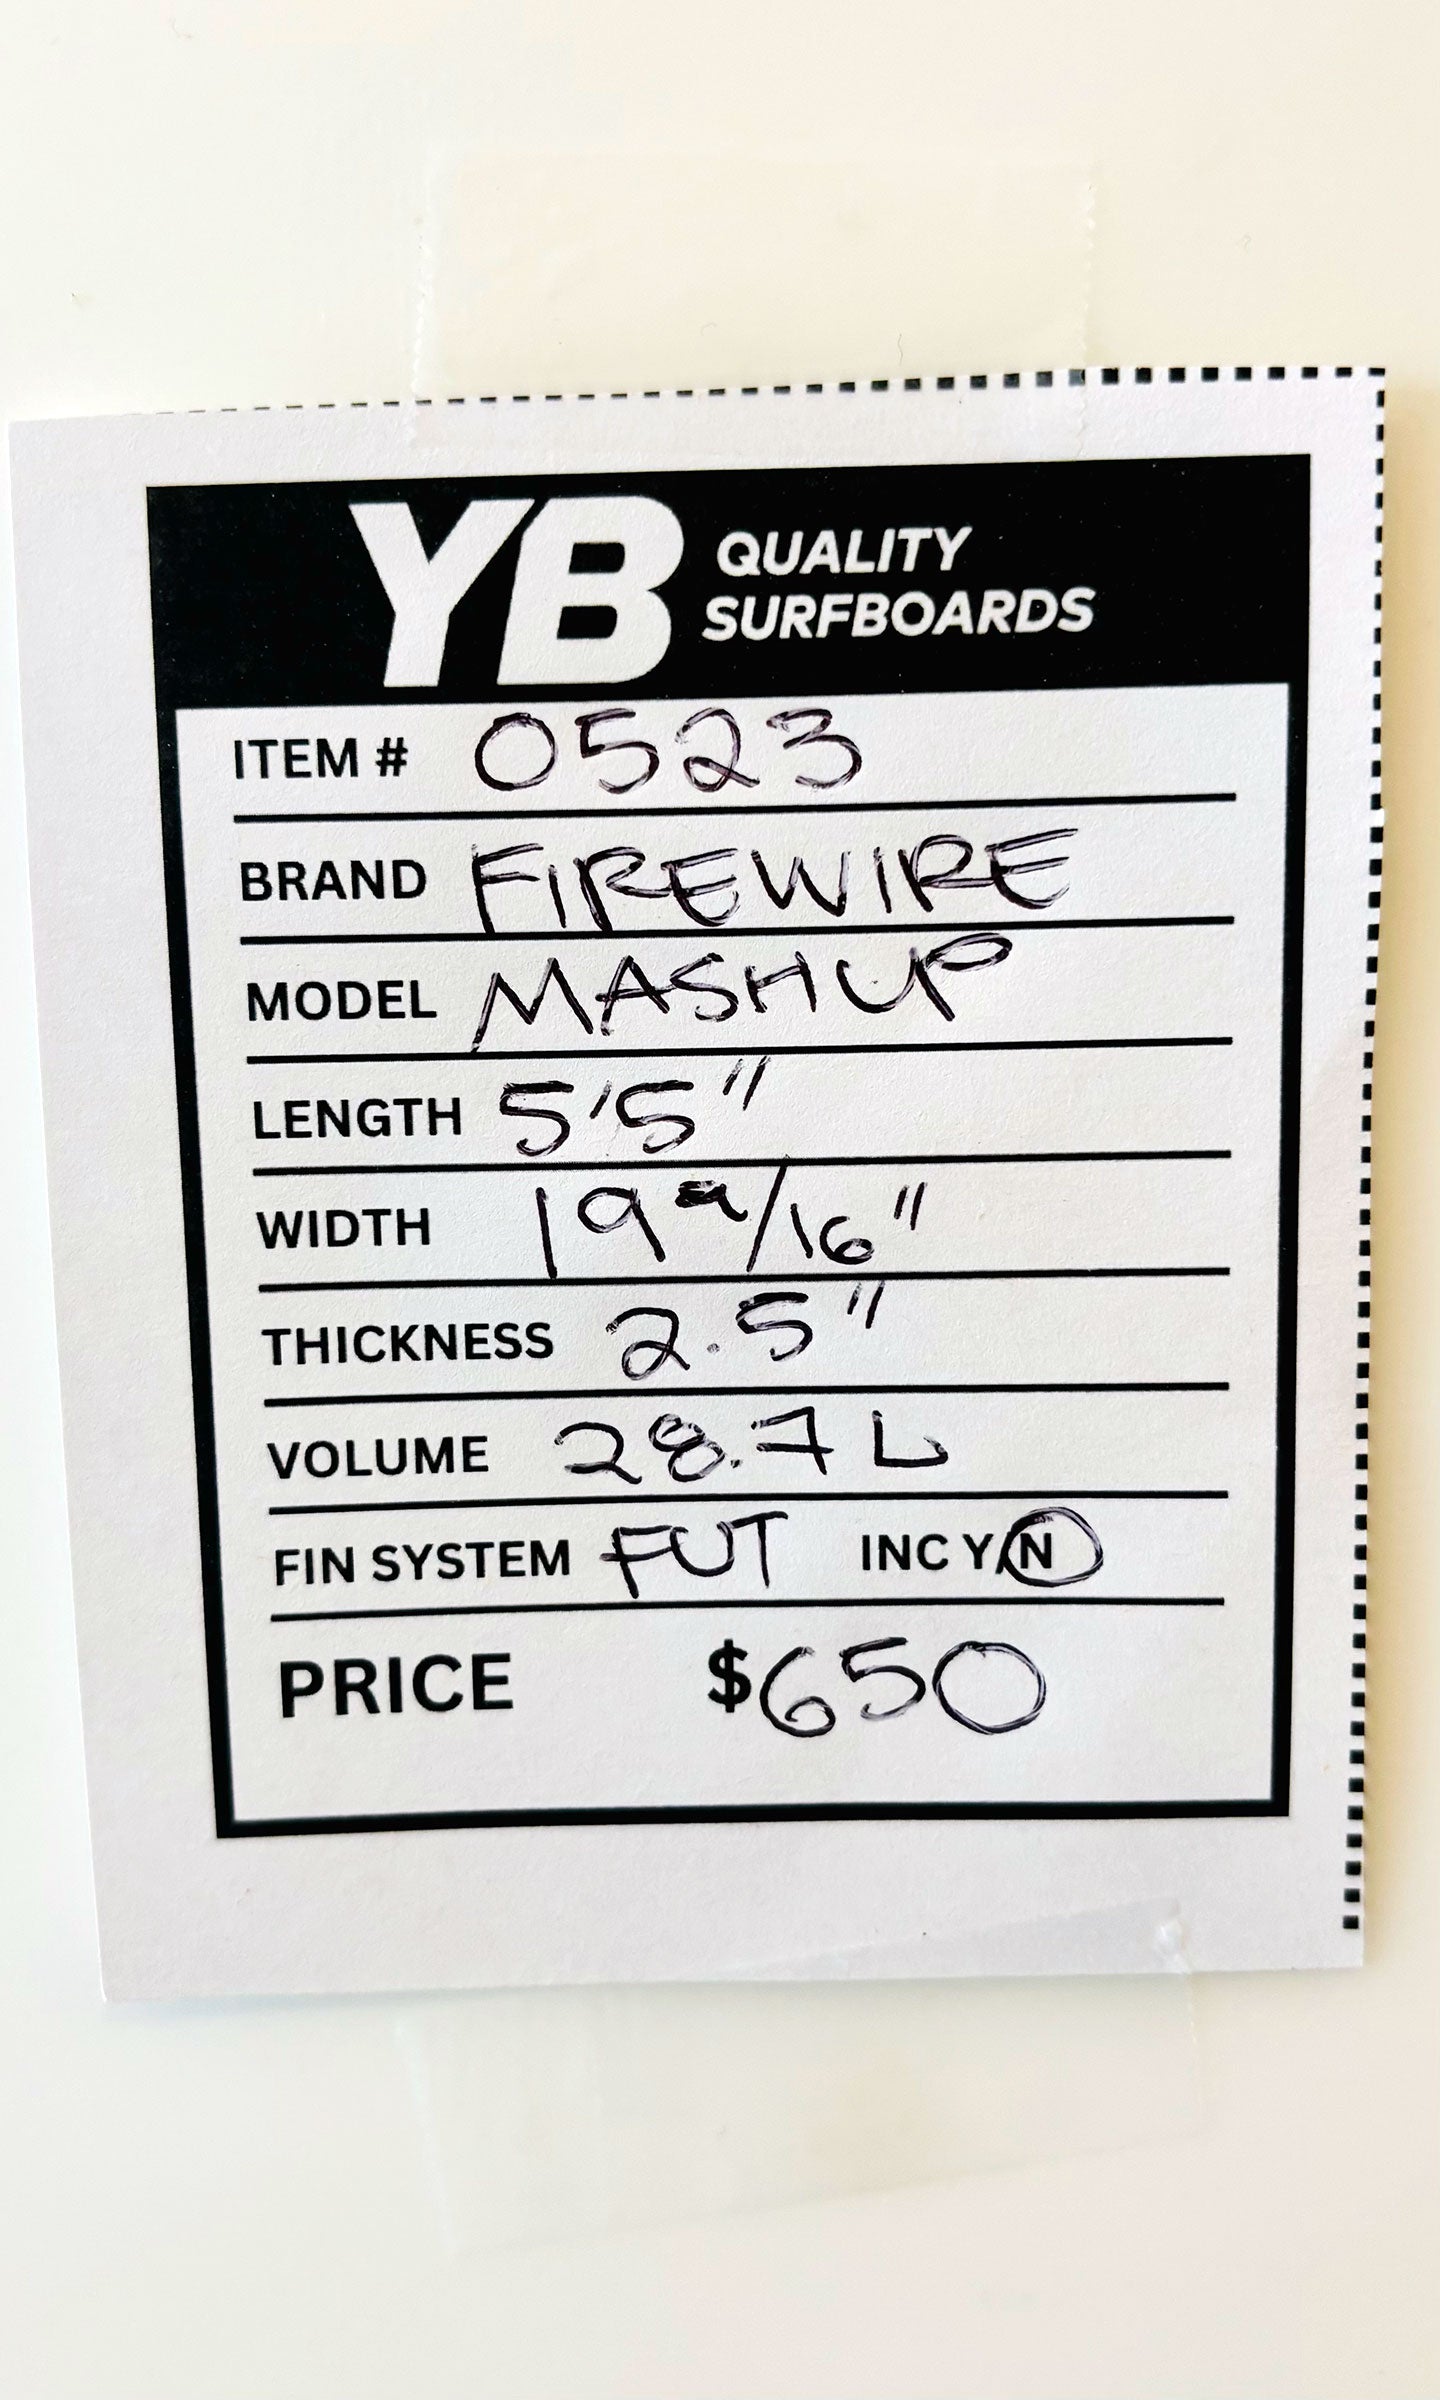 YB QUALITY
SURFBOARDS
ITEM # 0523
BRAND FIREWIRE
MODEL MASHUP
LENGTH 5'5"
WIDTH 19 9/16"
THICKNESS 2.5"
VOLUME 28.7 L
FIN SYSTEM FUT INC Y/N
PRICE $650